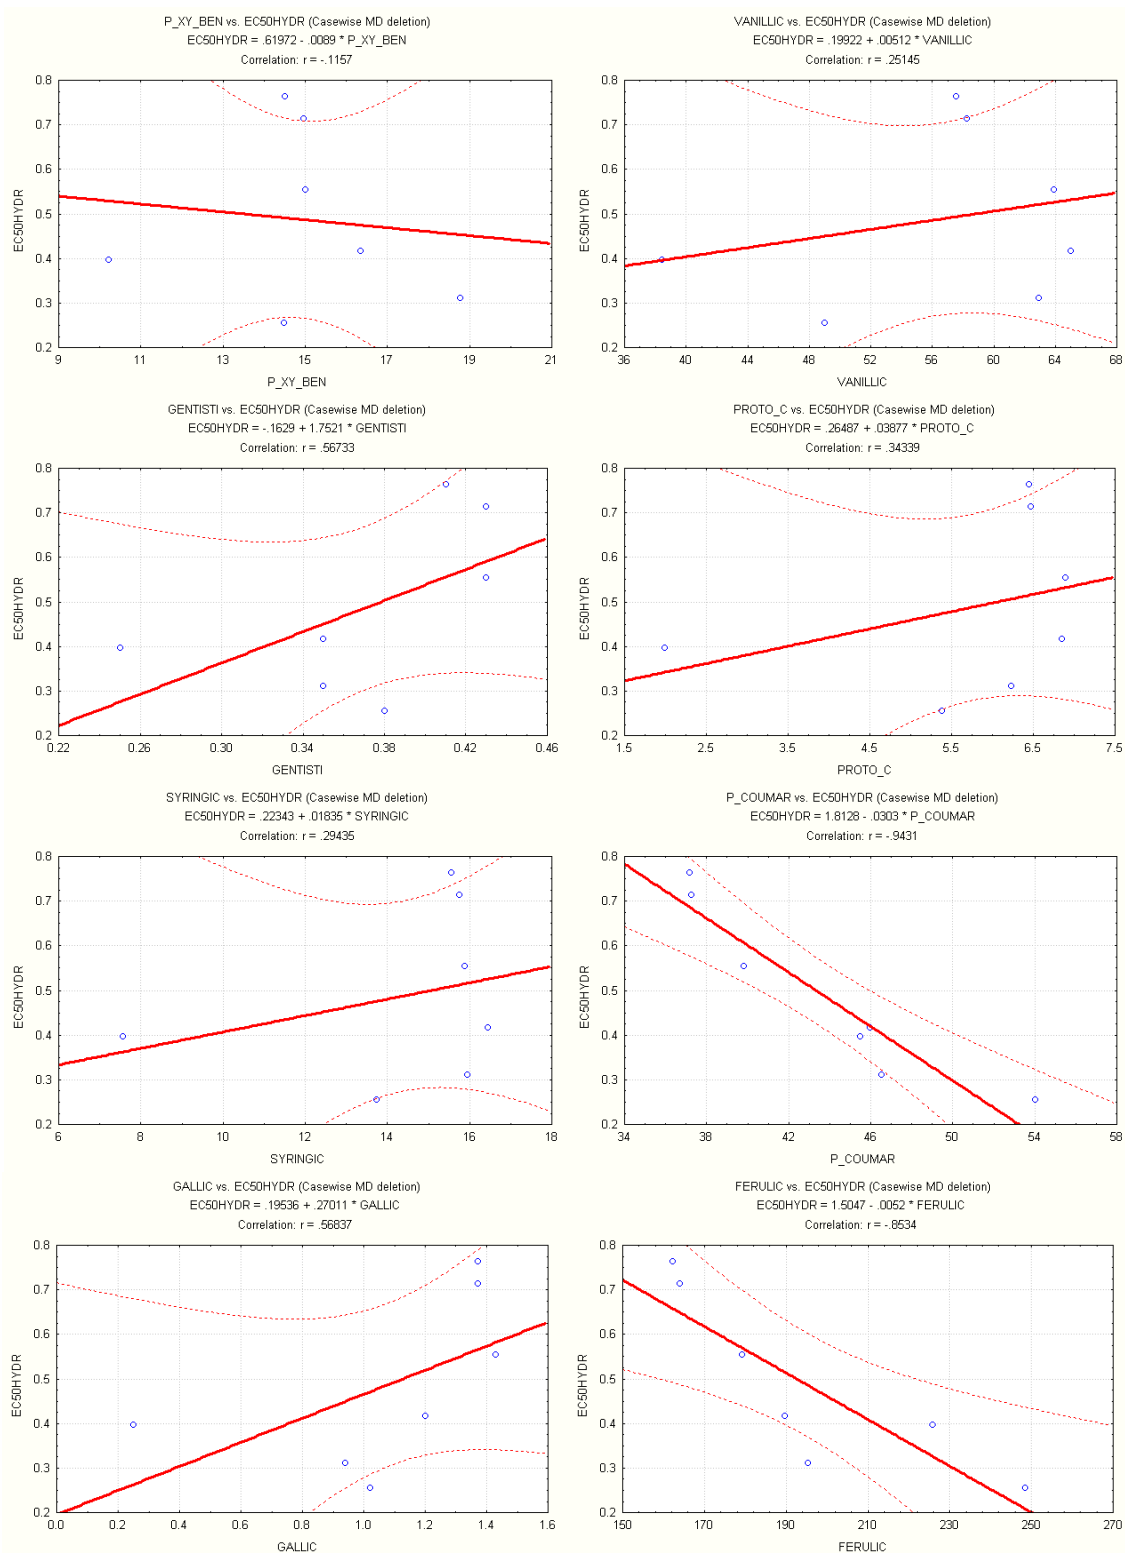 P_XY_BEN vs. EC50HYDR (Casewise MD deletion)
EC50HYDR = .61972 - .0089 * P_XY_BEN
Correlation: r = -.1157
0.8
0.7
0.6
0.5
0.4
0.3
0.2
EC50HYDR
9 11 13 15 17 19 21
P_XY_BEN
VANILLIC vs. EC50HYDR (Casewise MD deletion)
EC50HYDR = .19922 + .00512 * VANILLIC
Correlation: r = .25145
0.8
0.7
0.6
0.5
0.4
0.3
0.2
EC50HYDR
36 40 44 48 52 56 60 64 68
VANILLIC
GENTISTI vs. EC50HYDR (Casewise MD deletion)
EC50HYDR = -.1629 + 1.7521 * GENTISTI
Correlation: r = .56733
0.8
0.7
0.6
0.5
0.4
0.3
0.2
EC50HYDR
0.22 0.26 0.30 0.34 0.38 0.42 0.46
GENTISTI
PROTO_C vs. EC50HYDR (Casewise MD deletion)
EC50HYDR = .26487 + .03877 * PROTO_C
Correlation: r = .34339
0.8
0.7
0.6
0.5
0.4
0.3
0.2
EC50HYDR
1.5 2.5 3.5 4.5 5.5 6.5 7.5
PROTO_C
SYRINGIC vs. EC50HYDR (Casewise MD deletion)
EC50HYDR = .22343 + .01835 * SYRINGIC
Correlation: r = .29435
0.8
0.7
0.6
0.5
0.4
0.3
0.2
EC50HYDR
6 8 10 12 14 16 18
SYRINGIC
P_COUMAR vs. EC50HYDR (Casewise MD deletion)
EC50HYDR = 1.8128 - .0303 * P_COUMAR
Correlation: r = -.9431
0.8
0.7
0.6
0.5
0.4
0.3
0.2
EC50HYDR
34 38 42 46 50 54 58
P_COUMAR
GALLIC vs. EC50HYDR (Casewise MD deletion)
EC50HYDR = .19536 + .27011 * GALLIC
Correlation: r = .56837
0.8
0.7
0.6
0.5
0.4
0.3
0.2
EC50HYDR
0.0 0.2 0.4 0.6 0.8 1.0 1.2 1.4 1.6
GALLIC
FERULIC vs. EC50HYDR (Casewise MD deletion)
EC50HYDR = 1.5047 - .0052 * FERULIC
Correlation: r = -.8534
0.8
0.7
0.6
0.5
0.4
0.3
0.2
EC50HYDR
150 170 190 210 230 250 270
FERULIC